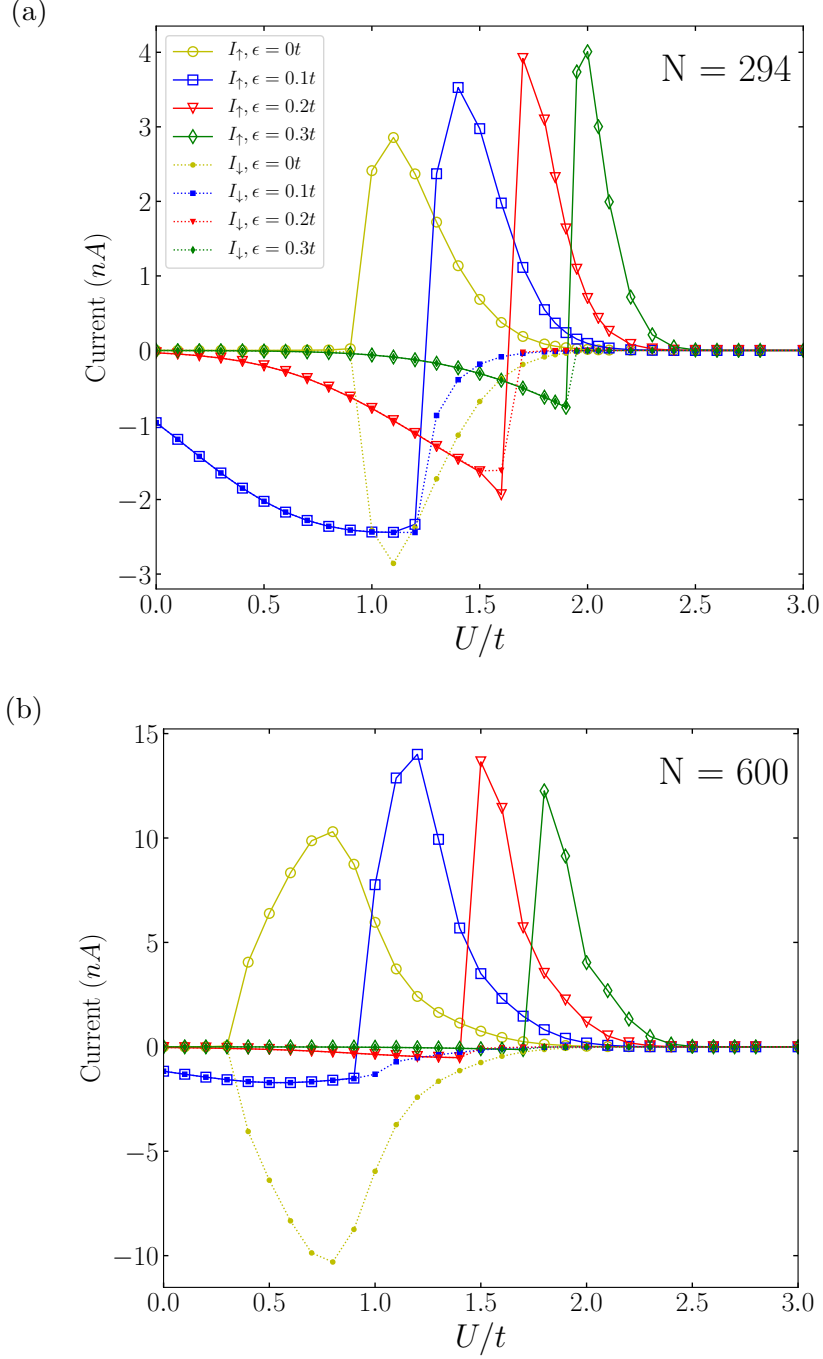 (a)
N = 294
I↑, ϵ = 0t
I↑, ϵ = 0.1t
I↑, ϵ = 0.2t
I↑, ϵ = 0.3t
I↓, ϵ = 0t
I↓, ϵ = 0.1t
I↓, ϵ = 0.2t
I↓, ϵ = 0.3t
Current (nA)
4
3
2
1
0
−1
−2
−3
0.0 0.5 1.0 1.5 2.0 2.5 3.0
U/t
(b)
N = 600
Current (nA)
15
10
5
0
−5
−10
0.0 0.5 1.0 1.5 2.0 2.5 3.0
U/t